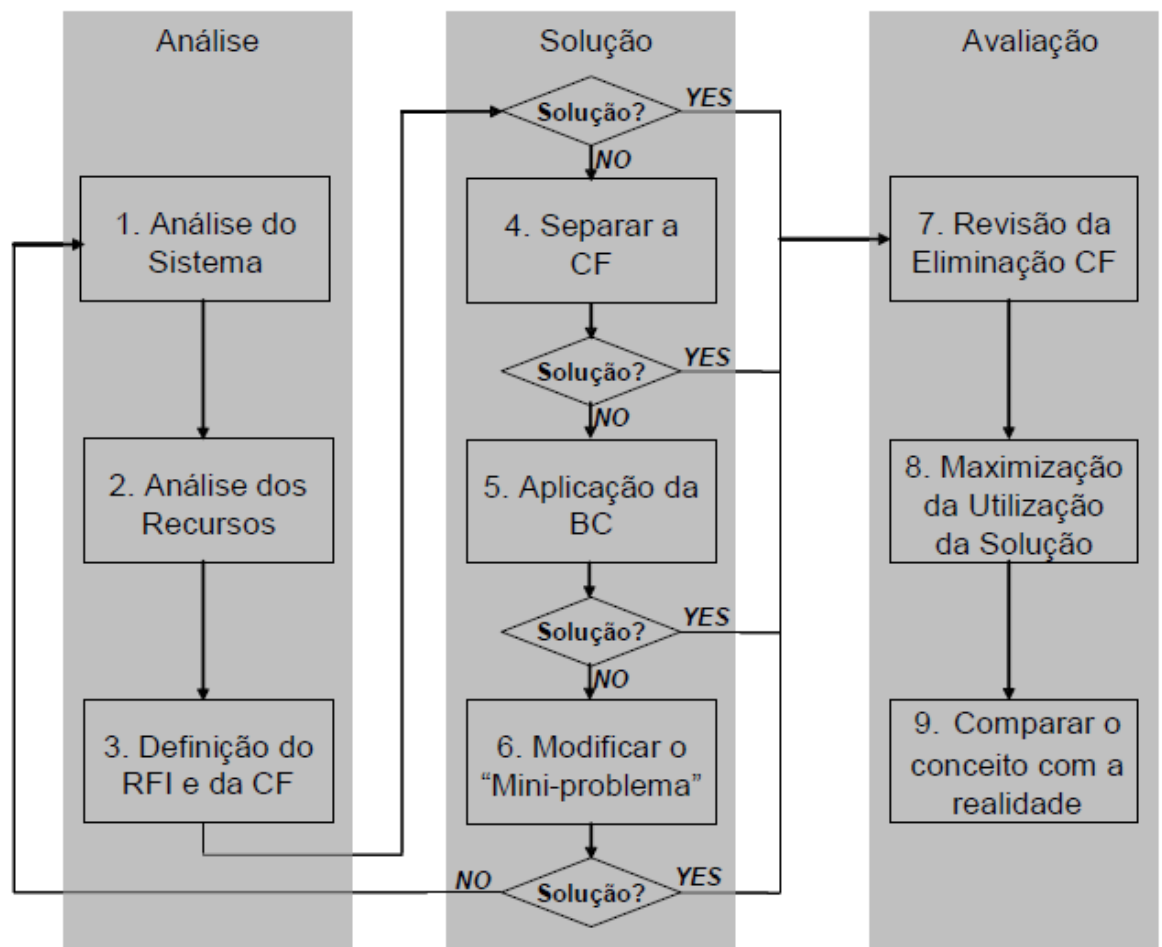 Análise
1. Análise do
Sistema
2. Análise dos
Recursos
3. Definição do
RFI e da CF
Solução
Solução?
YES
NO
4. Separar a
CF
Solução?
YES
NO
5. Aplicação da
BC
Solução?
YES
NO
6. Modificar o
“Mini-problema”
Solução?
YES
NO
Avaliação
7. Revisão da
Eliminação CF
8. Maximização
da Utilização
da Solução
9. Comparar o
conceito com a
realidade